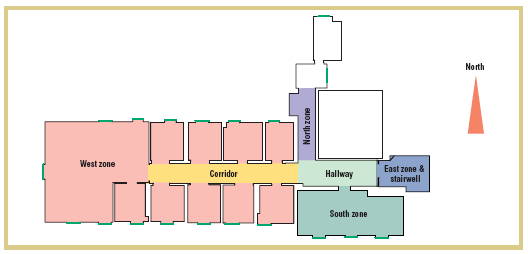 North
North zone
West zone
Corridor
Hallway
East zone &
stairwell
South zone